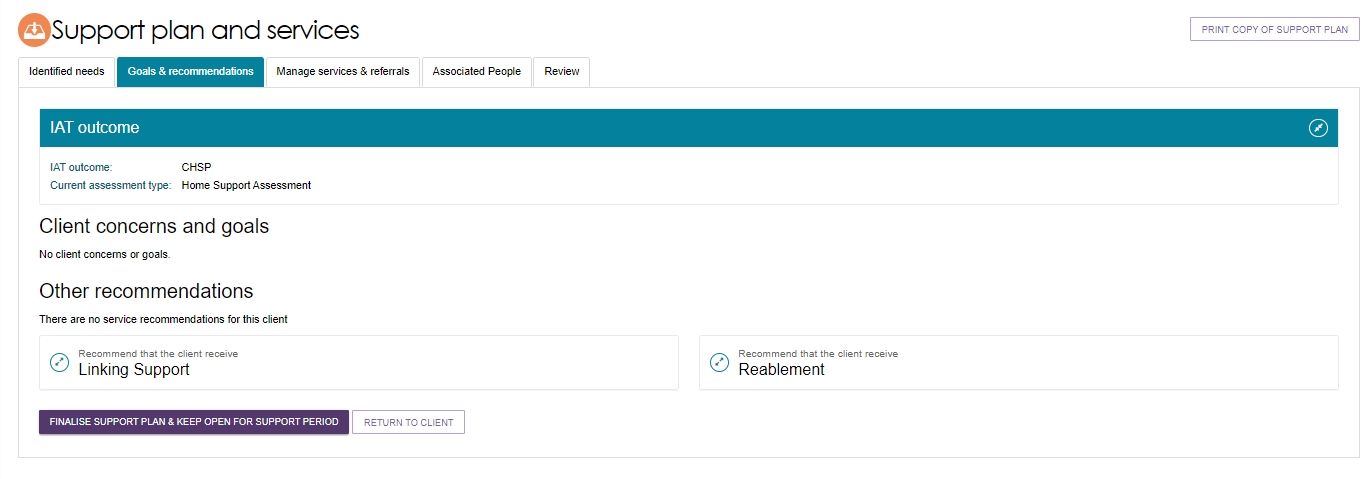 Support plan and services
PRINT COPY OF SUPPORT PLAN
Identified needs
Goals & recommendations
Manage services & referrals
Associated People
Review
IAT outcome
IAT outcome: CHSP
Current assessment type: Home Support Assessment
Client concerns and goals
No client concerns or goals.
Other recommendations
There are no service recommendations for this client
Recommend that the client receive
Linking Support
Recommend that the client receive
Reablement
FINALISE SUPPORT PLAN & KEEP OPEN FOR SUPPORT PERIOD
RETURN TO CLIENT